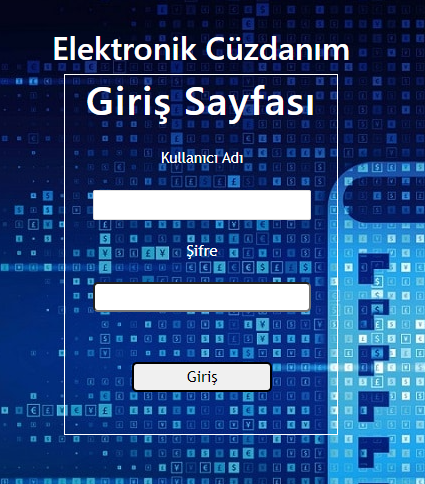 Elektronik Cüzdanım
Giriş Sayfası
Kullanıcı Adı
Şifre
Giriş